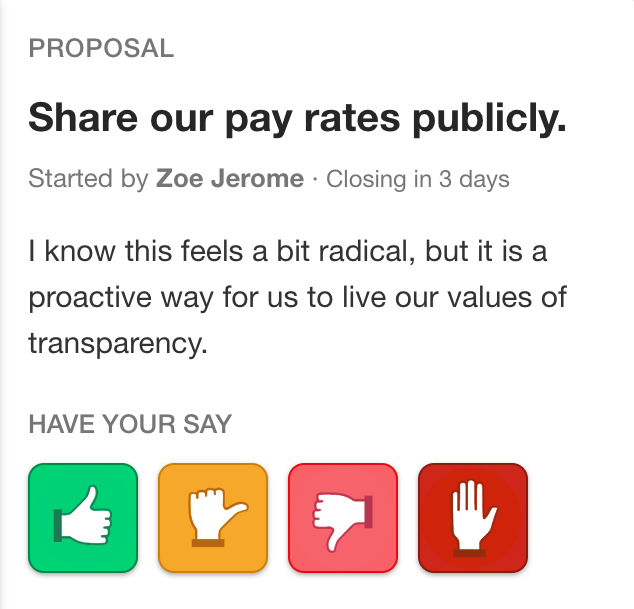 PROPOSAL
Share our pay rates publicly.
Started by Zoe Jerome · Closing in 3 days
I know this feels a bit radical, but it is a
proactive way for us to live our values of
transparency.
HAVE YOUR SAY